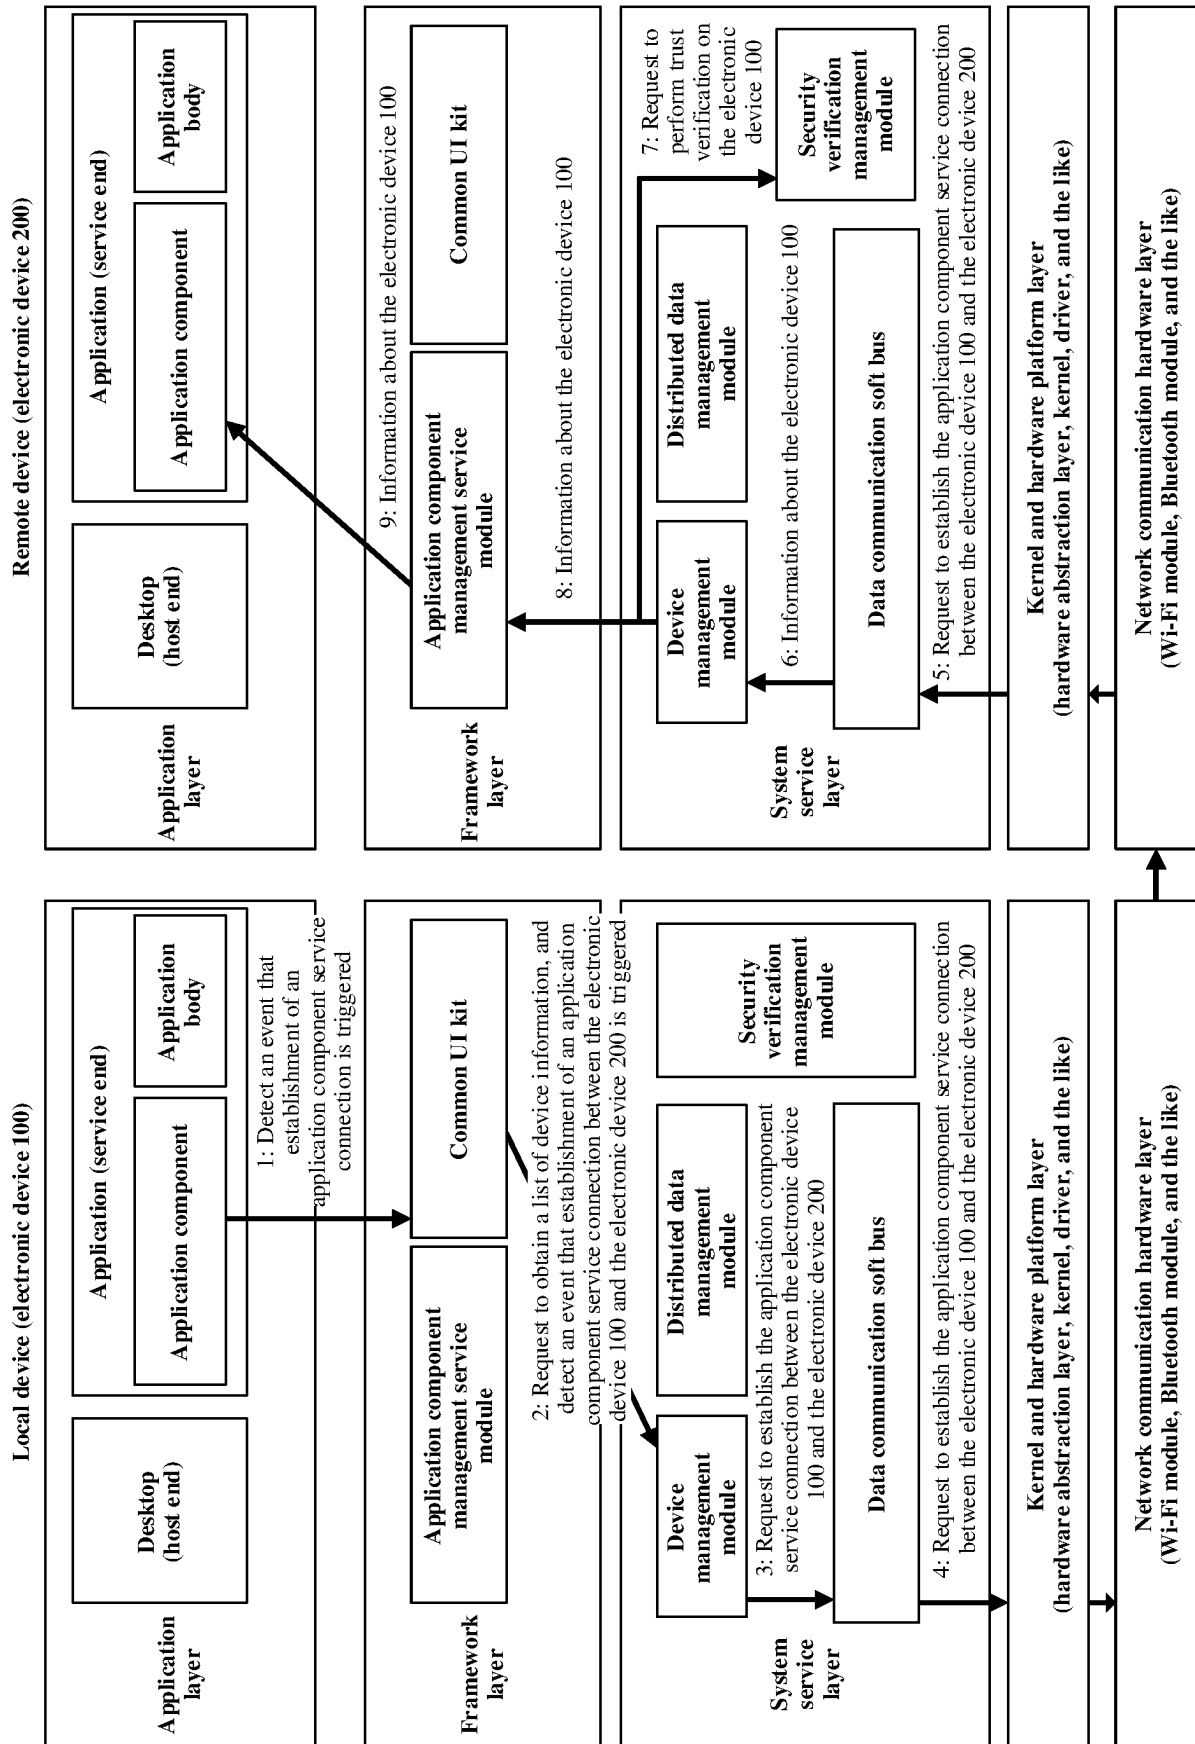 Local device (electronic device 100)
Application
layer
Desktop
(host end)
Application (service end)
Application component
Application
body
1: Detect an event that
establishment of an
application component service
connection is triggered
Framework
layer
Application component
management service
module
Common UI kit
2: Request to obtain a list of device information, and
detect an event that establishment of an application
component service connection between the electronic
device 100 and the electronic device 200 is triggered
System
service
layer
Device
management
module
Distributed data
management
module
Security
verification
management
module
3: Request to establish the application component
service connection between the electronic device
100 and the electronic device 200
Data communication soft bus
4: Request to establish the application component service connection
between the electronic device 100 and the electronic device 200
Kernel and hardware platform layer
(hardware abstraction layer, kernel, driver, and the like)
Network communication hardware layer
(Wi-Fi module, Bluetooth module, and the like)
Remote device (electronic device 200)
Application
layer
Desktop
(host end)
Application (service end)
Application component
Application
body
9: Information about the electronic device 100
Framework
layer
Application component
management service
module
Common UI kit
8: Information about the electronic device 100
7: Request to
perform trust
verification on
the electronic
device 100
System
service
layer
Device
management
module
Distributed data
management
module
Security
verification
management
module
6: Information about the electronic device 100
Data communication soft bus
5: Request to establish the application component service connection
between the electronic device 100 and the electronic device 200
Kernel and hardware platform layer
(hardware abstraction layer, kernel, driver, and the like)
Network communication hardware layer
(Wi-Fi module, Bluetooth module, and the like)